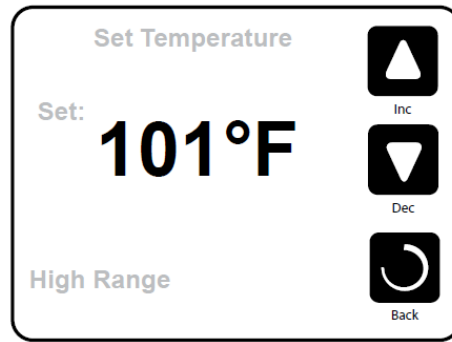 Set Temperature
Inc
Set:
101°F
Dec
High Range
Back